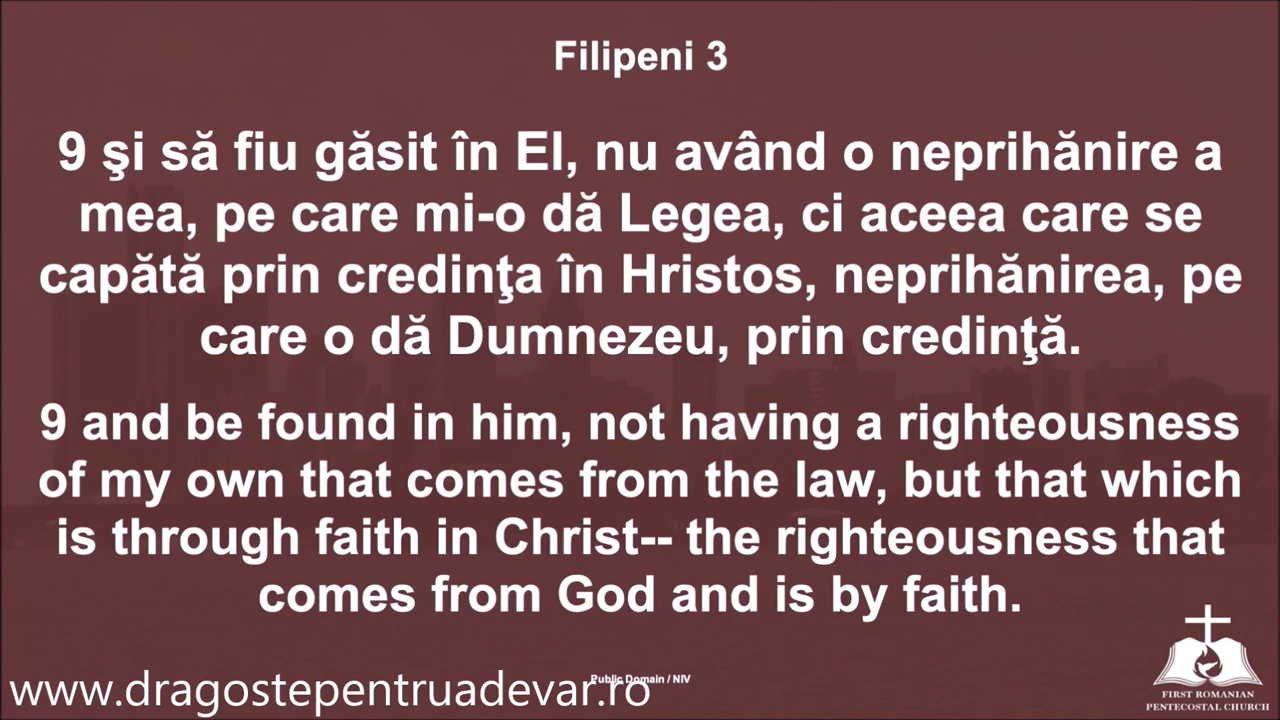 Filipeni 3
9 şi să fiu găsit în El, nu având o neprihănire a
mea, pe care mi-o dă Legea, ci aceea care se
capătă prin credinţa în Hristos, neprihănirea, pe
care o dă Dumnezeu, prin credinţă.
9 and be found in him, not having a righteousness
of my own that comes from the law, but that which
is through faith in Christ-- the righteousness that
comes from God and is by faith.
Public Domain / NIV
www.dragostepentruadevar.ro
FIRST ROMANIAN
PENTECOSTAL CHURCH